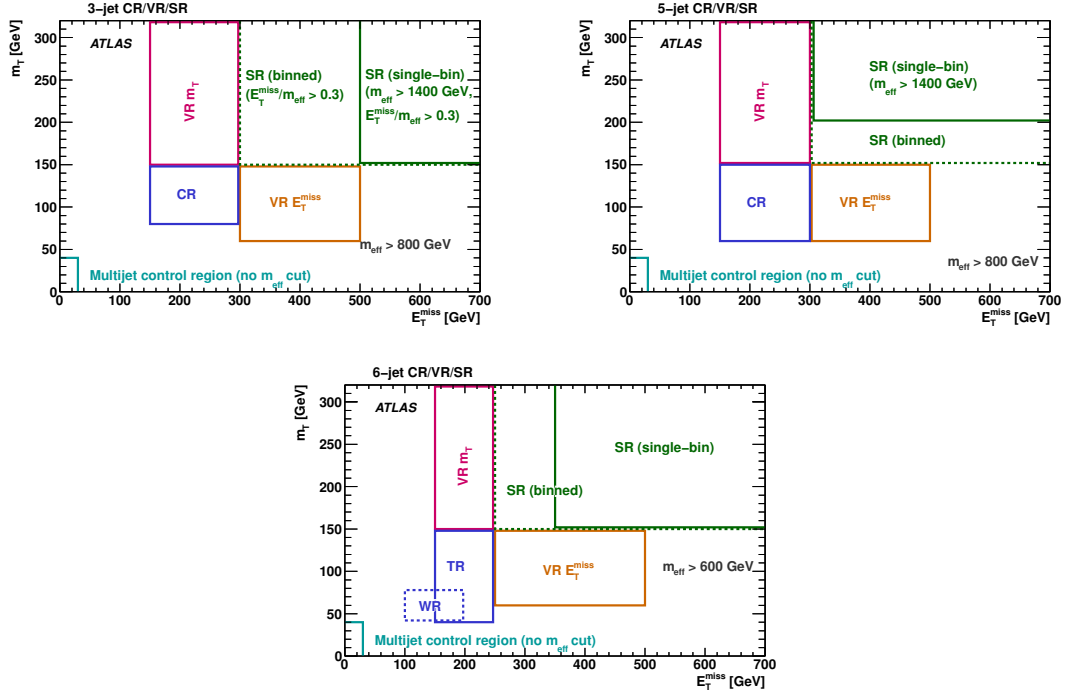 3-jet CR/VR/SR
m_T [GeV]
300
250
200
150
100
50
0
ATLAS
VR m_T
SR (binned)
(E_T^miss/m_eff > 0.3)
SR (single-bin)
(m_eff > 1400 GeV,
E_T^miss/m_eff > 0.3)
CR
VR E_T^miss
m_eff > 800 GeV
Multijet control region (no m_eff cut)
0 100 200 300 400 500 600 700
E_T^miss [GeV]
5-jet CR/VR/SR
m_T [GeV]
300
250
200
150
100
50
0
ATLAS
VR m_T
SR (single-bin)
(m_eff > 1400 GeV)
SR (binned)
CR
VR E_T^miss
m_eff > 800 GeV
Multijet control region (no m_eff cut)
0 100 200 300 400 500 600 700
E_T^miss [GeV]
6-jet CR/VR/SR
m_T [GeV]
300
250
200
150
100
50
0
ATLAS
VR m_T
SR (single-bin)
SR (binned)
TR
VR E_T^miss
m_eff > 600 GeV
WR
Multijet control region (no m_eff cut)
0 100 200 300 400 500 600 700
E_T^miss [GeV]